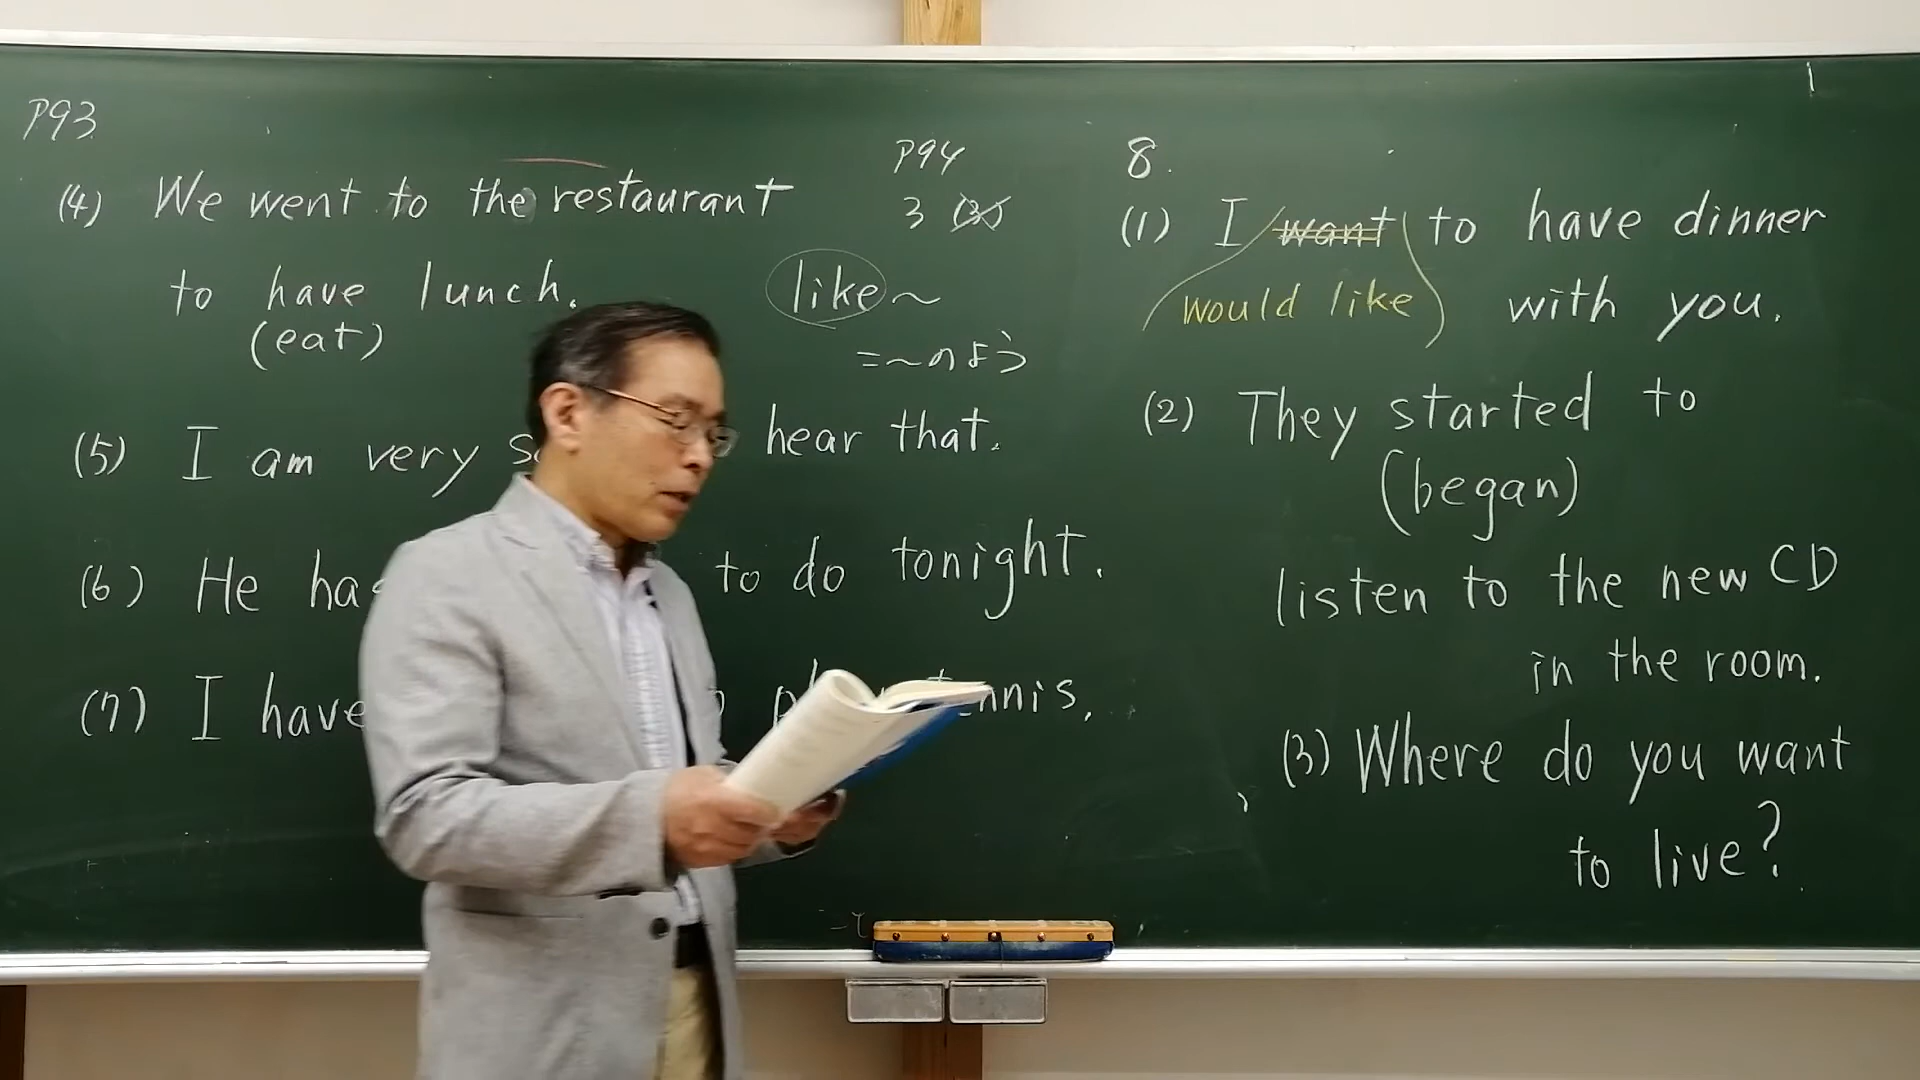 P93
(4) We went to the restaurant
to have lunch.
(eat)
(5) I am very hear that.
(6) He to do tonight.
(7) I have
P94
3 (3)
like～
=～のよう
8.
(1) I want to have dinner
would like with you.
(2) They started to
(began)
listen to the new CD
in the room.
(3) Where do you want
to live?